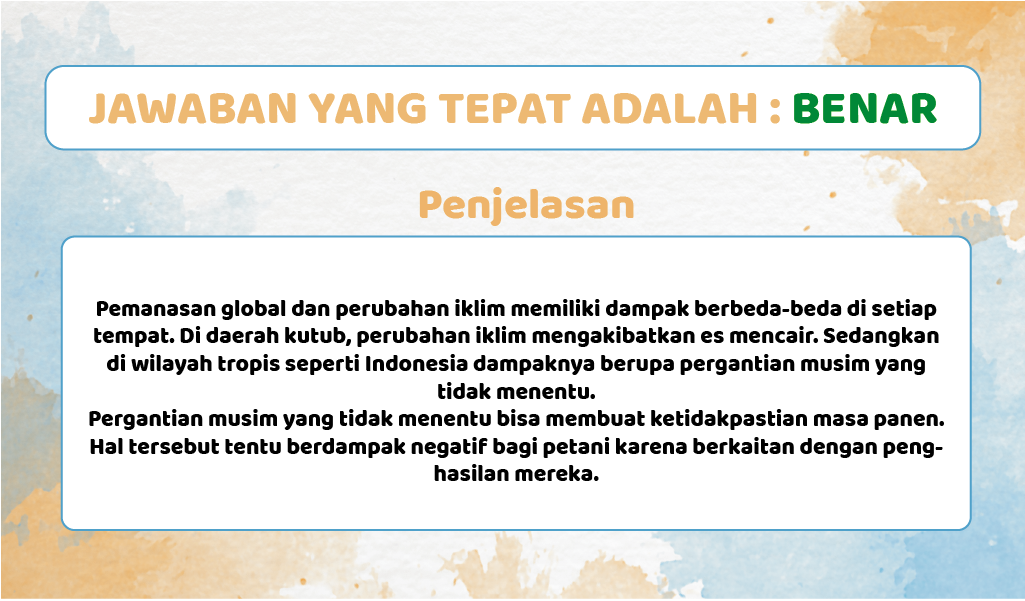 JAWABAN YANG TEPAT ADALAH : BENAR
Penjelasan
Pemanasan global dan perubahan iklim memiliki dampak berbeda-beda di setiap
tempat. Di daerah kutub, perubahan iklim mengakibatkan es mencair. Sedangkan
di wilayah tropis seperti Indonesia dampaknya berupa pergantian musim yang
tidak menentu.
Pergantian musim yang tidak menentu bisa membuat ketidakpastian masa panen.
Hal tersebut tentu berdampak negatif bagi petani karena berkaitan dengan peng-
hasilan mereka.